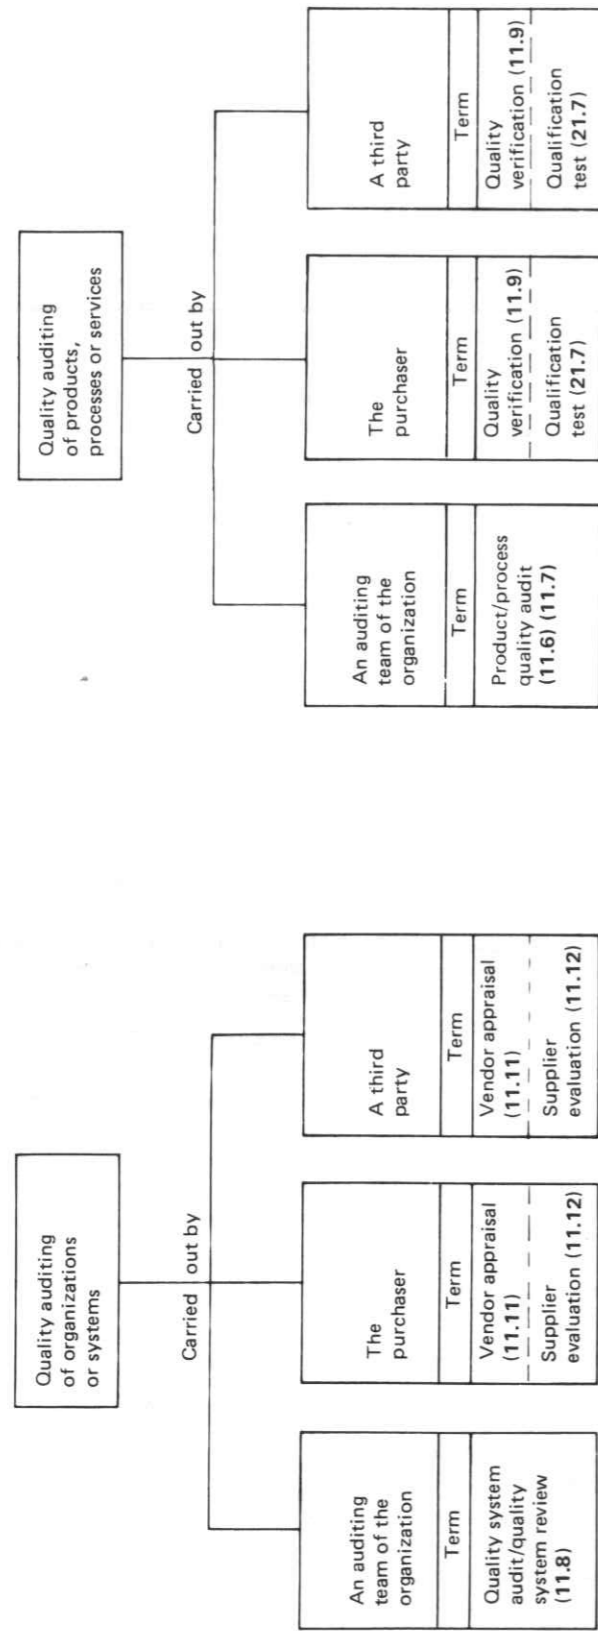 Quality auditing
of organizations
or systems
Carried out by
An auditing
team of the
organization
Term
Quality system
audit/quality
system review
(11.8)
The
purchaser
Term
Vendor appraisal
(11.11)
Supplier
evaluation (11.12)
A third
party
Term
Vendor appraisal
(11.11)
Supplier
evaluation (11.12)
Quality auditing
of products,
processes or services
Carried out by
An auditing
team of the
organization
Term
Product/process
quality audit
(11.6) (11.7)
The
purchaser
Term
Quality
verification (11.9)
Qualification
test (21.7)
A third
party
Term
Quality
verification (11.9)
Qualification
test (21.7)